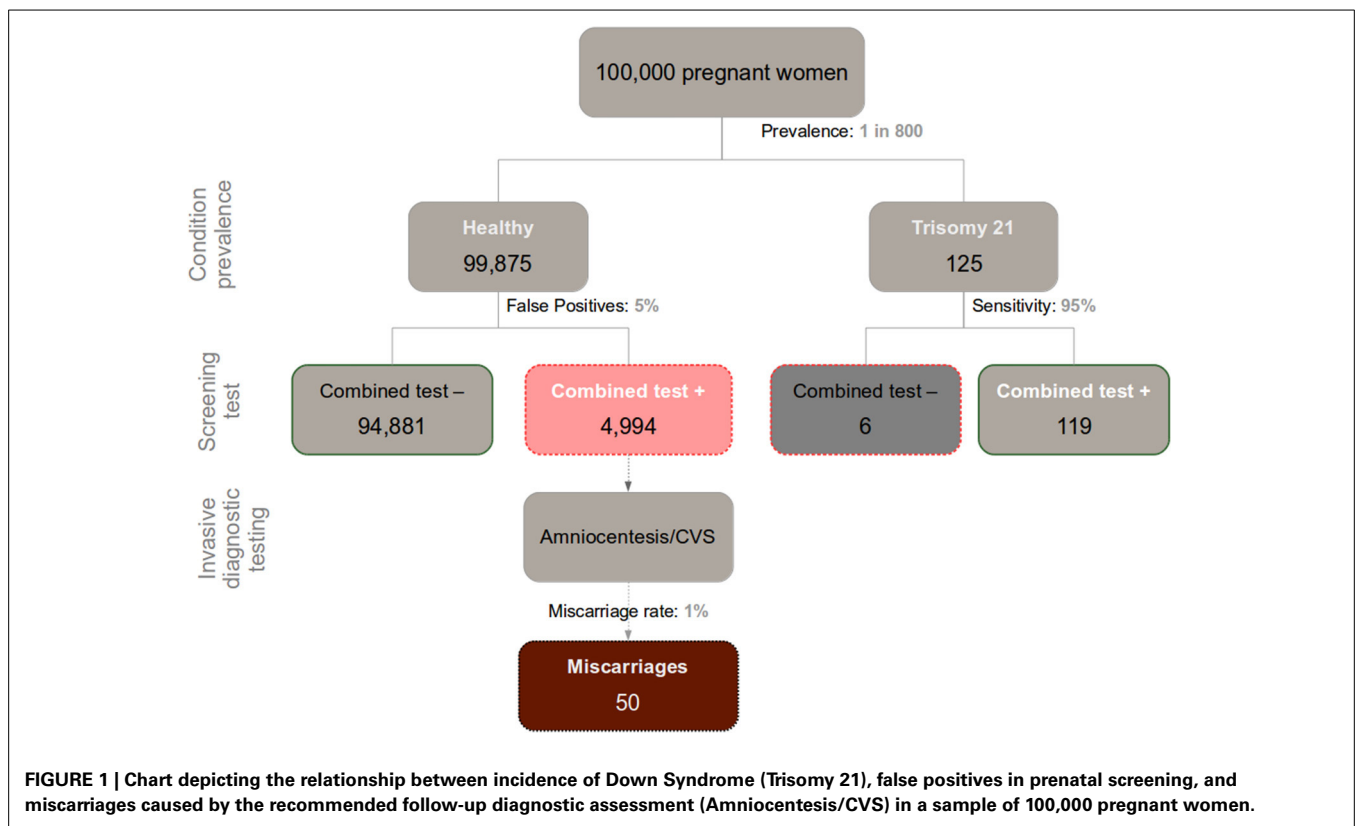 100,000 pregnant women
Prevalence: 1 in 800
Condition
prevalence
Healthy
99,875
Trisomy 21
125
False Positives: 5%
Sensitivity: 95%
Screening
test
Combined test –
94,881
Combined test +
4,994
Combined test –
6
Combined test +
119
Invasive
diagnostic
testing
Amniocentesis/CVS
Miscarriage rate: 1%
Miscarriages
50
FIGURE 1 | Chart depicting the relationship between incidence of Down Syndrome (Trisomy 21), false positives in prenatal screening, and
miscarriages caused by the recommended follow-up diagnostic assessment (Amniocentesis/CVS) in a sample of 100,000 pregnant women.